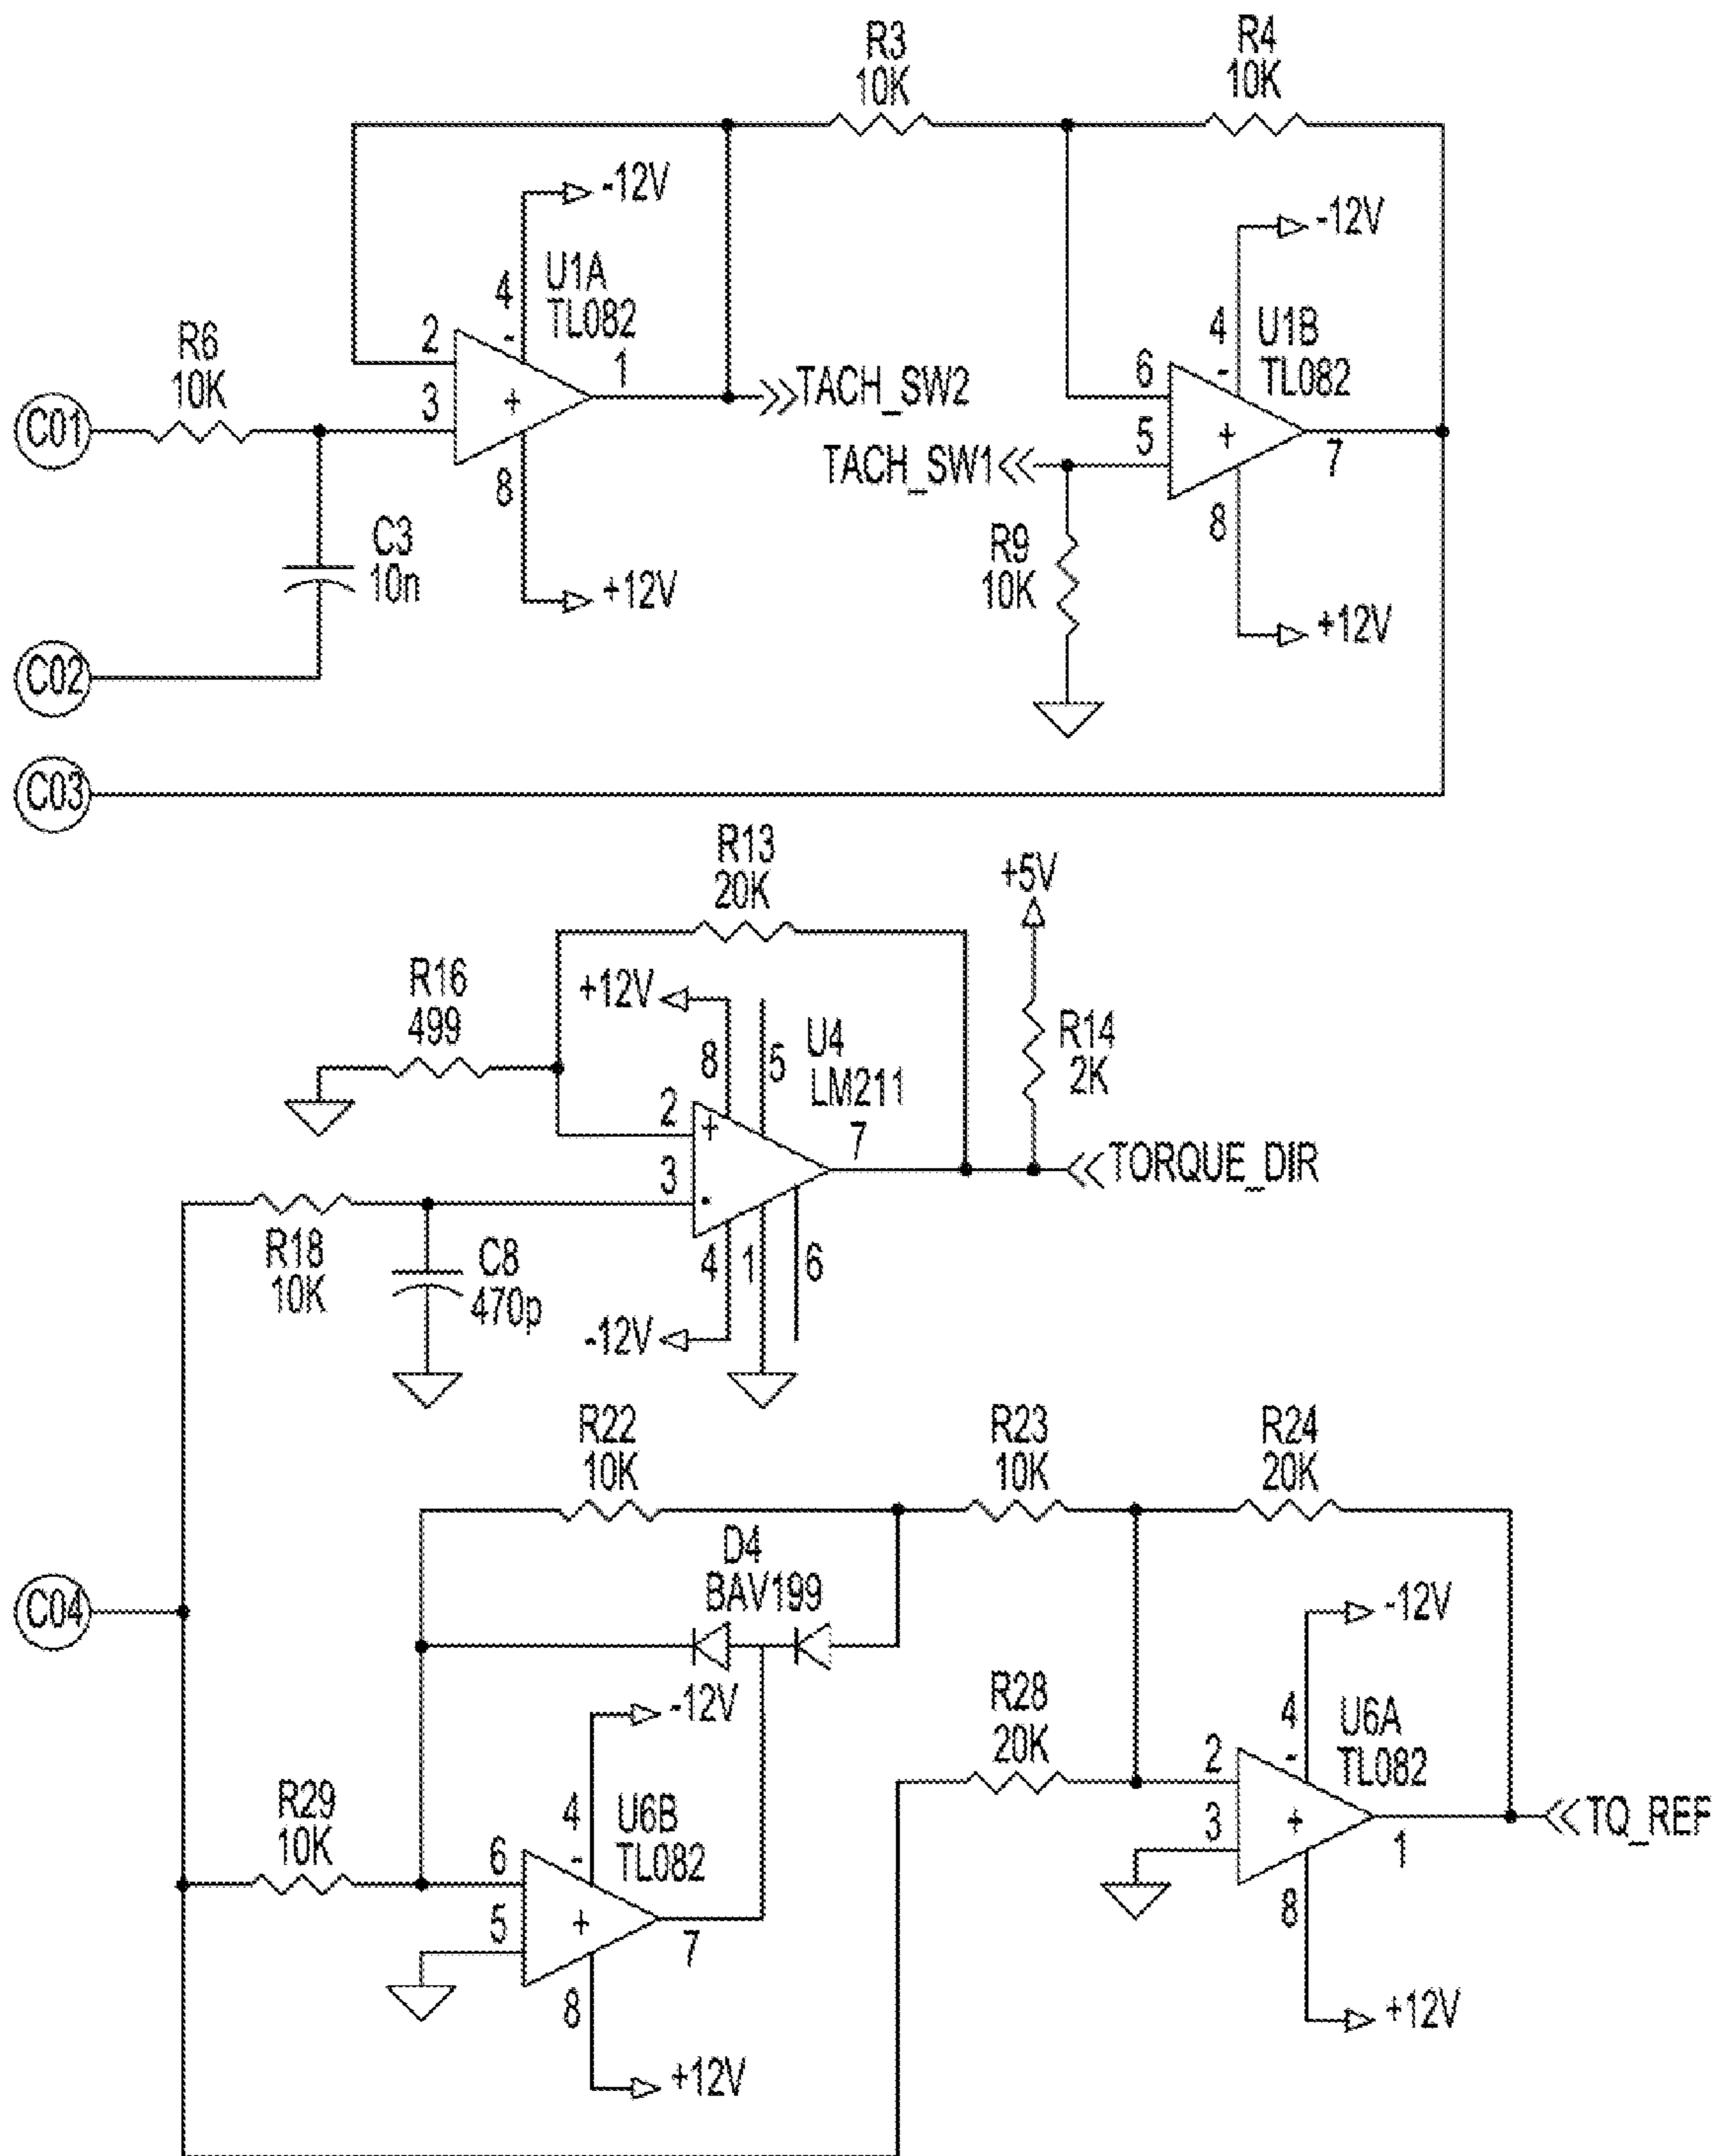 R3
10K
R4
10K
-12V
-12V
U1A
TL082
4
-
2
3
+
1
8
+12V
R6
10K
C01
TACH_SW2
U1B
TL082
4
-
6
5
+
7
8
+12V
TACH_SW1
R9
10K
C3
10n
C02
C03
R13
20K
+5V
R16
499
+12V
8
5
U4
LM211
R14
2K
2
+
3
-
7
TORQUE_DIR
R18
10K
C8
470p
4
1
6
-12V
R22
10K
R23
10K
R24
20K
D4
BAV199
C04
-12V
-12V
R28
20K
4
-
U6A
TL082
2
3
+
1
8
TQ_REF
R29
10K
4
-
U6B
TL082
6
5
+
7
8
+12V
+12V